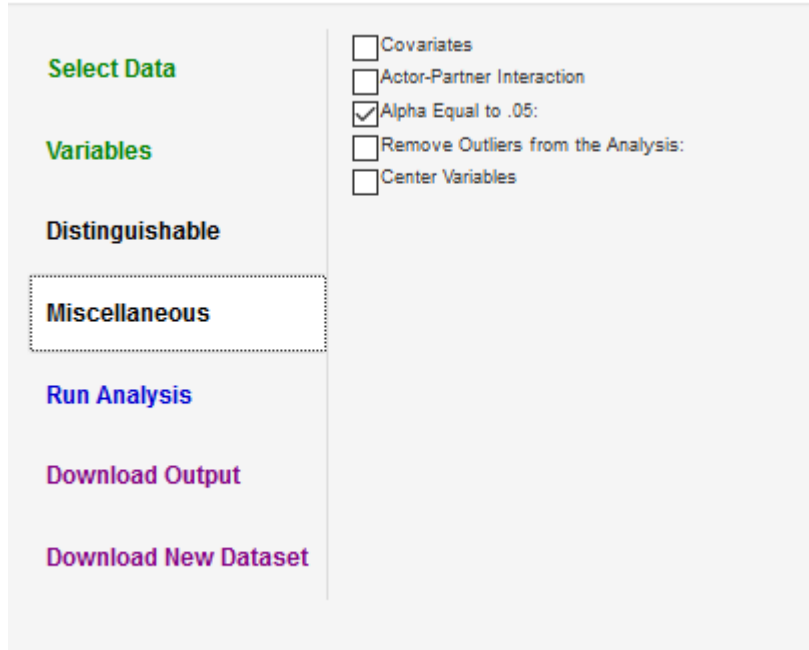 Select Data
Variables
Distinguishable
Miscellaneous
Run Analysis
Download Output
Download New Dataset
Covariates
Actor-Partner Interaction
Alpha Equal to .05:
Remove Outliers from the Analysis:
Center Variables